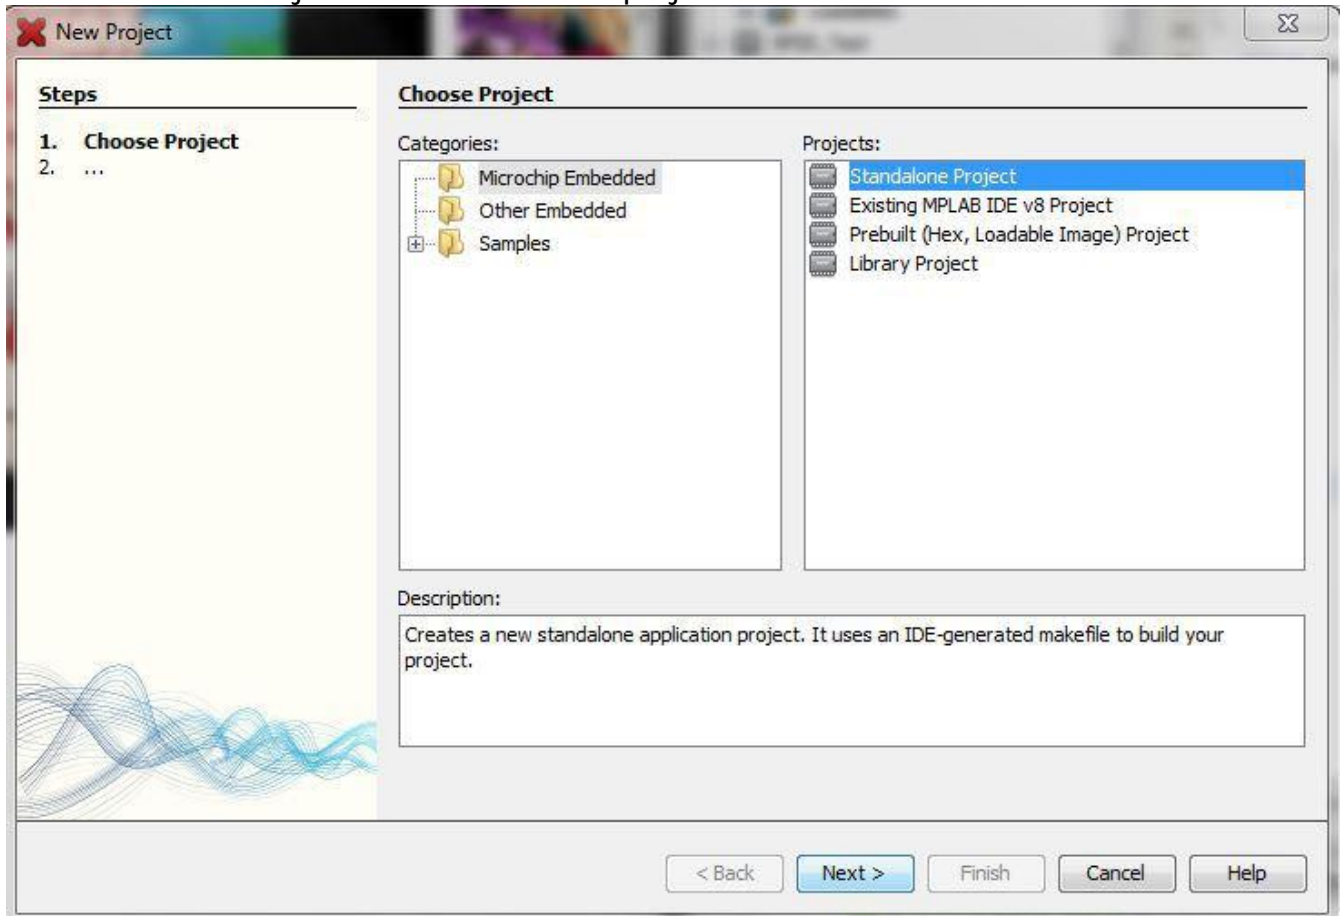 New Project
Steps
1. Choose Project
2. ...
Choose Project
Categories:
Microchip Embedded
Other Embedded
Samples
Projects:
Standalone Project
Existing MPLAB IDE v8 Project
Prebuilt (Hex, Loadable Image) Project
Library Project
Description:
Creates a new standalone application project. It uses an IDE-generated makefile to build your
project.
< Back
Next >
Finish
Cancel
Help